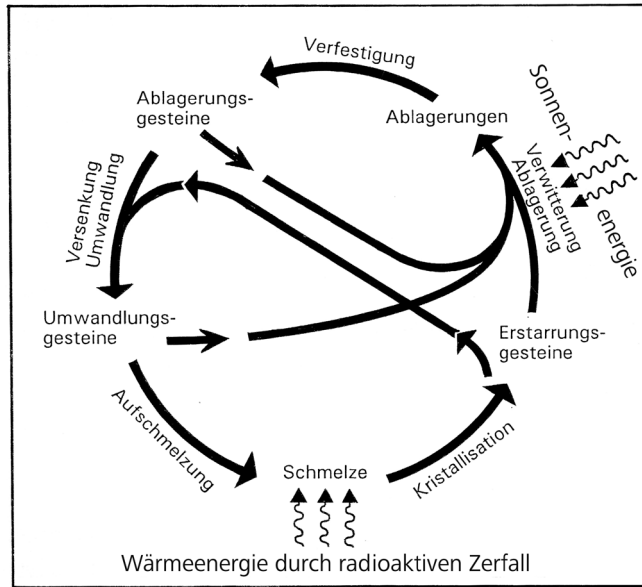 Verfestigung
Ablagerungs-
gesteine
Ablagerungen
Sonnen-
energie
Verwitterung
Ablagerung
Versenkung
Umwandlung
Umwandlungs-
gesteine
Erstarrungs-
gesteine
Aufschmelzung
Schmelze
Kristallisation
Wärmeenergie durch radioaktiven Zerfall